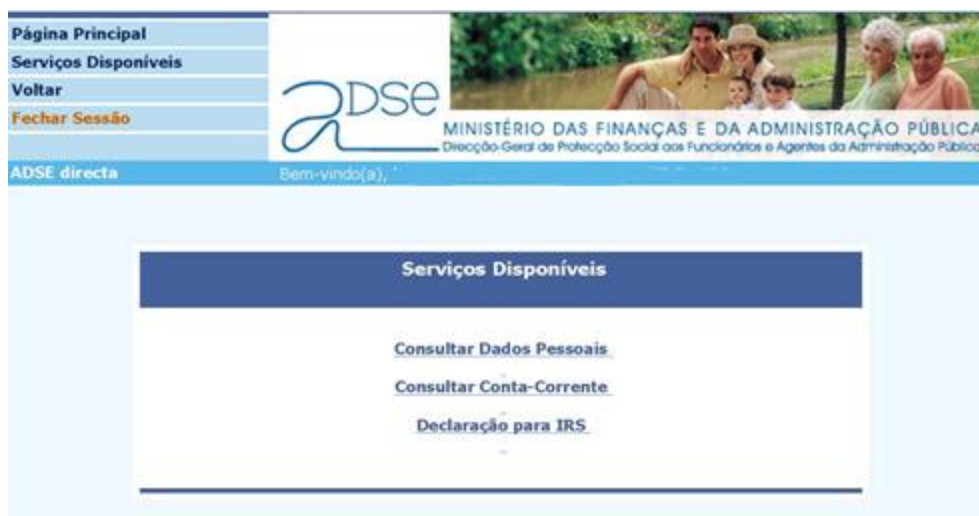 Página Principal
Serviços Disponíveis
Voltar
Fechar Sessão
aDSe
MINISTÉRIO DAS FINANÇAS E DA ADMINISTRAÇÃO PÚBLICA
Direcção-Geral de Protecção Social aos Funcionários e Agentes da Administração Pública
ADSE directa
Bem-vindo(a),
Serviços Disponíveis
Consultar Dados Pessoais
Consultar Conta-Corrente
Declaração para IRS